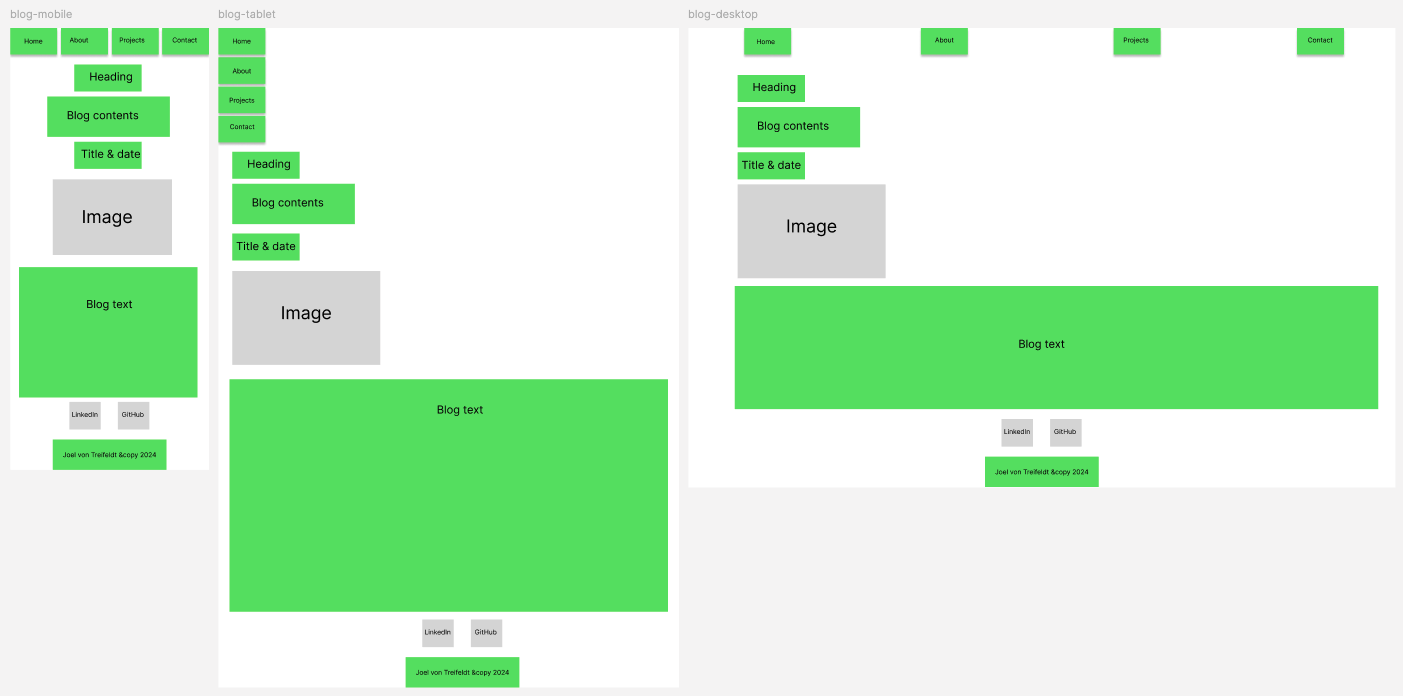 blog-mobile
Home About Projects Contact
Heading
Blog contents
Title & date
Image
Blog text
LinkedIn GitHub
Joel von Treifeldt &copy 2024
blog-tablet
Home
About
Projects
Contact
Heading
Blog contents
Title & date
Image
Blog text
LinkedIn GitHub
Joel von Treifeldt &copy 2024
blog-desktop
Home About Projects Contact
Heading
Blog contents
Title & date
Image
Blog text
LinkedIn GitHub
Joel von Treifeldt &copy 2024